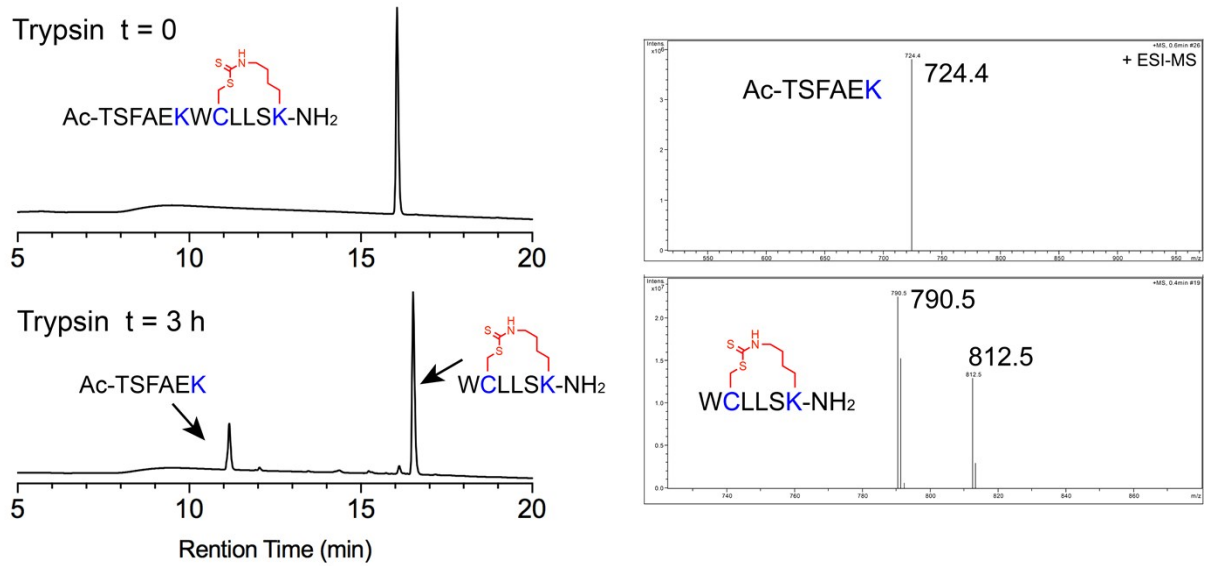 Trypsin t = 0
S
H
N
S
Ac-TSFAEKWCLLSK-NH2
5 10 15 20
Trypsin t = 3 h
Ac-TSFAEK
S
H
N
S
WCLLSK-NH2
5 10 15 20
Rention Time (min)
Intens.
x10⁶
+MS, 0.6min #26
+ ESI-MS
724.4
724.4
Ac-TSFAEK
3
2
1
0
550 600 650 700 750 800 850 900 950 m/z
Intens.
x10⁷
+MS, 0.4min #19
790.5
790.5
812.5
812.5
S
H
N
S
WCLLSK-NH2
2.0
1.5
1.0
0.5
0.0
740 760 780 800 820 840 860 m/z